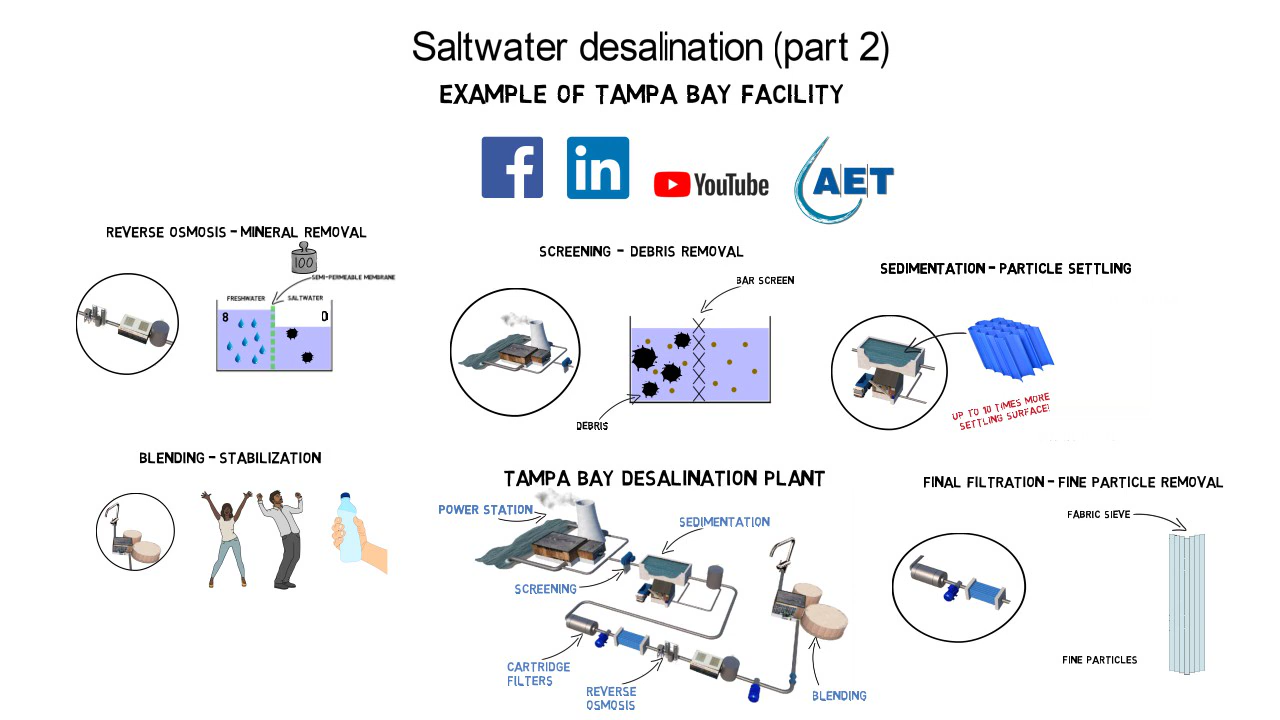 Saltwater desalination (part 2)
EXAMPLE OF TAMPA BAY FACILITY
f
in
YouTube
AET
REVERSE OSMOSIS - MINERAL REMOVAL
100
SEMI-PERMEABLE MEMBRANE
FRESHWATER
SALTWATER
8
0
SCREENING - DEBRIS REMOVAL
BAR SCREEN
DEBRIS
SEDIMENTATION - PARTICLE SETTLING
UP TO 10 TIMES MORE
SETTLING SURFACE!
BLENDING - STABILIZATION
TAMPA BAY DESALINATION PLANT
POWER STATION
SEDIMENTATION
SCREENING
CARTRIDGE
FILTERS
REVERSE
OSMOSIS
BLENDING
FINAL FILTRATION - FINE PARTICLE REMOVAL
FABRIC SIEVE
FINE PARTICLES